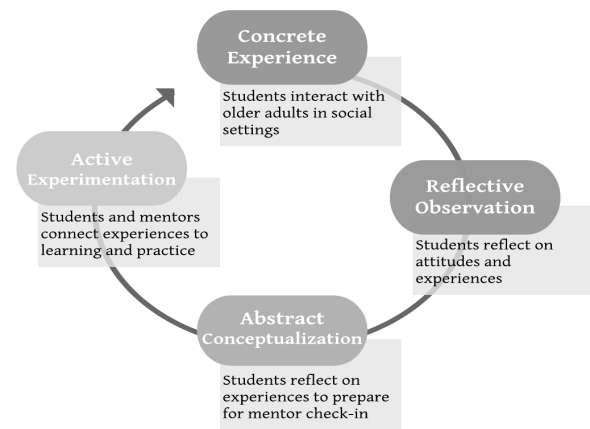 Concrete
Experience
Students interact with
older adults in social
settings
Reflective
Observation
Students reflect on
attitudes and
experiences
Abstract
Conceptualization
Students reflect on
experiences to prepare
for mentor check-in
Active
Experimentation
Students and mentors
connect experiences to
learning and practice